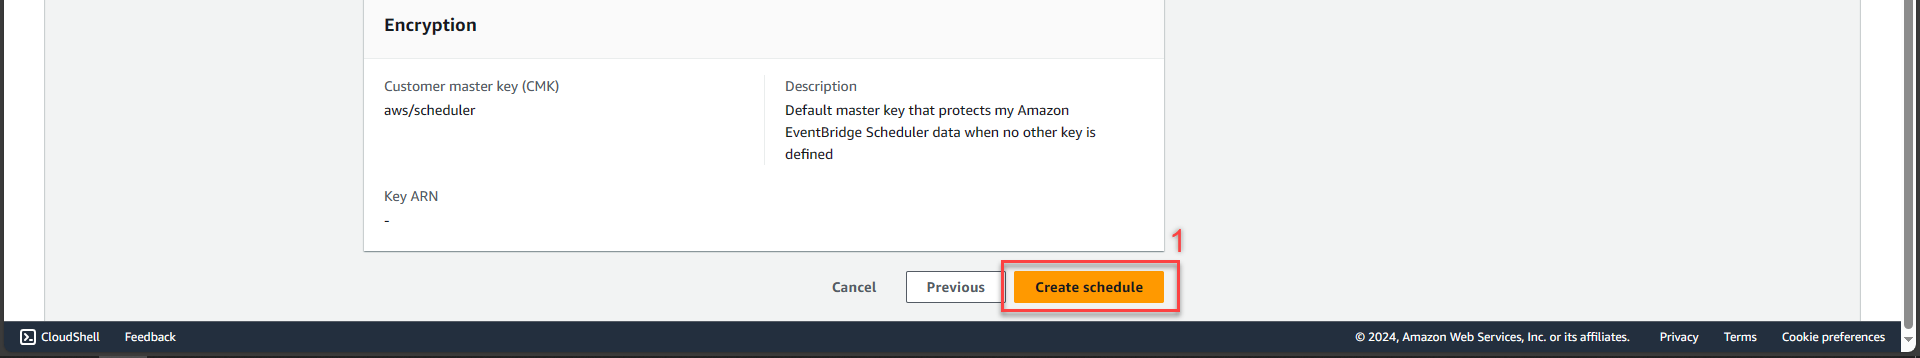 Encryption
Customer master key (CMK)
aws/scheduler
Description
Default master key that protects my Amazon
EventBridge Scheduler data when no other key is
defined
Key ARN
-
1
Cancel
Previous
Create schedule
CloudShell
Feedback
© 2024, Amazon Web Services, Inc. or its affiliates.
Privacy
Terms
Cookie preferences